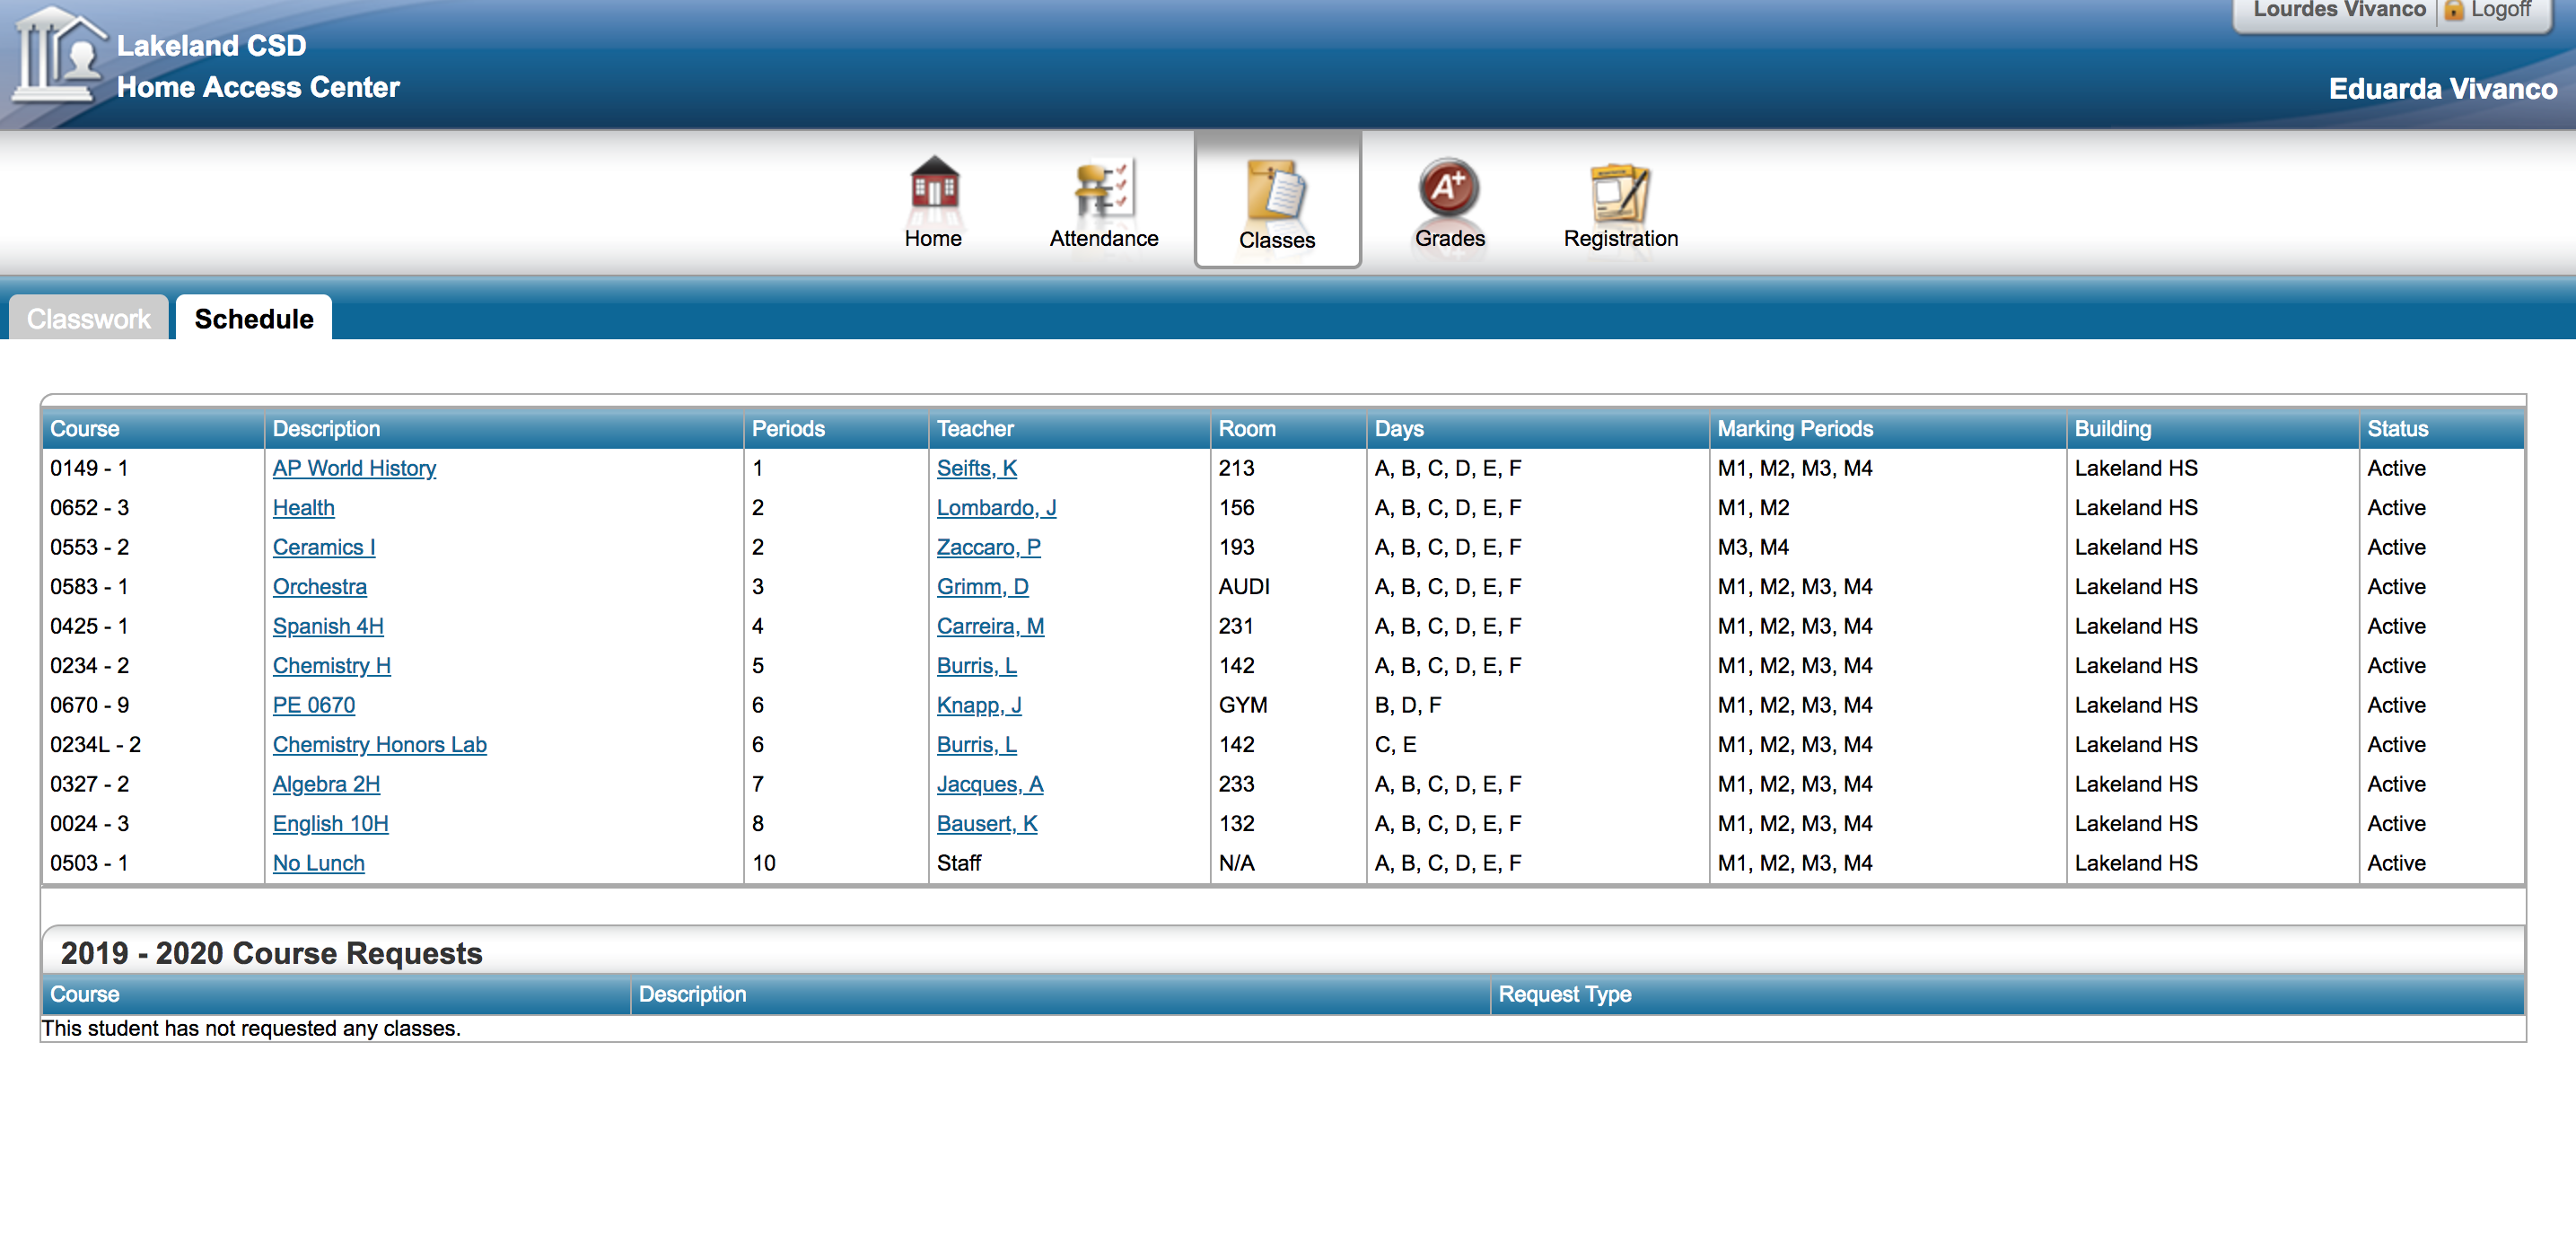 Lourdes Vivanco Logoff
Lakeland CSD
Home Access Center
Eduarda Vivanco
Home Attendance Classes Grades Registration
Classwork Schedule
Course Description Periods Teacher Room Days Marking Periods Building Status
0149 - 1 AP World History 1 Seifts, K 213 A, B, C, D, E, F M1, M2, M3, M4 Lakeland HS Active
0652 - 3 Health 2 Lombardo, J 156 A, B, C, D, E, F M1, M2 Lakeland HS Active
0553 - 2 Ceramics I 2 Zaccaro, P 193 A, B, C, D, E, F M3, M4 Lakeland HS Active
0583 - 1 Orchestra 3 Grimm, D AUDI A, B, C, D, E, F M1, M2, M3, M4 Lakeland HS Active
0425 - 1 Spanish 4H 4 Carreira, M 231 A, B, C, D, E, F M1, M2, M3, M4 Lakeland HS Active
0234 - 2 Chemistry H 5 Burris, L 142 A, B, C, D, E, F M1, M2, M3, M4 Lakeland HS Active
0670 - 9 PE 0670 6 Knapp, J GYM B, D, F M1, M2, M3, M4 Lakeland HS Active
0234L - 2 Chemistry Honors Lab 6 Burris, L 142 C, E M1, M2, M3, M4 Lakeland HS Active
0327 - 2 Algebra 2H 7 Jacques, A 233 A, B, C, D, E, F M1, M2, M3, M4 Lakeland HS Active
0024 - 3 English 10H 8 Bausert, K 132 A, B, C, D, E, F M1, M2, M3, M4 Lakeland HS Active
0503 - 1 No Lunch 10 Staff N/A A, B, C, D, E, F M1, M2, M3, M4 Lakeland HS Active
2019 - 2020 Course Requests
Course Description Request Type
This student has not requested any classes.